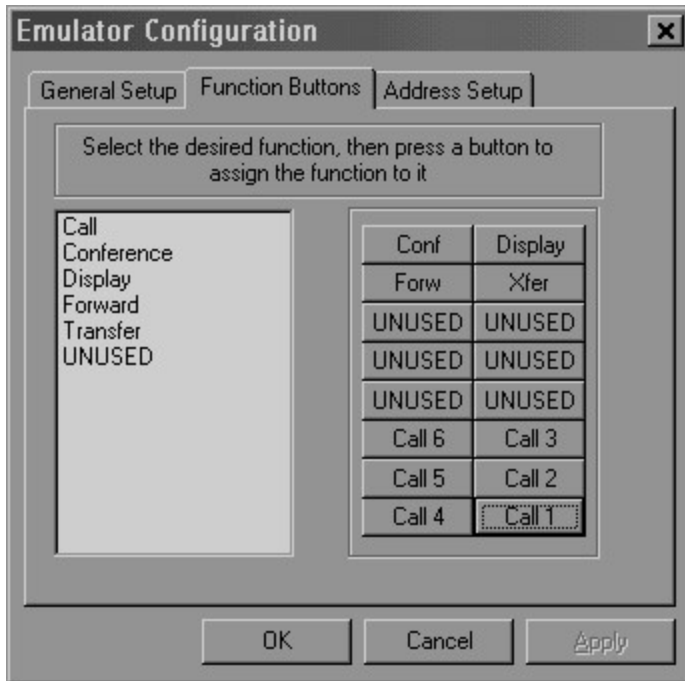 Emulator Configuration
General Setup Function Buttons Address Setup
Select the desired function, then press a button to
assign the function to it
Call
Conference
Display
Forward
Transfer
UNUSED
Conf Display
Forw Xfer
UNUSED UNUSED
UNUSED UNUSED
UNUSED UNUSED
Call 6 Call 3
Call 5 Call 2
Call 4 Call 1
OK Cancel Apply